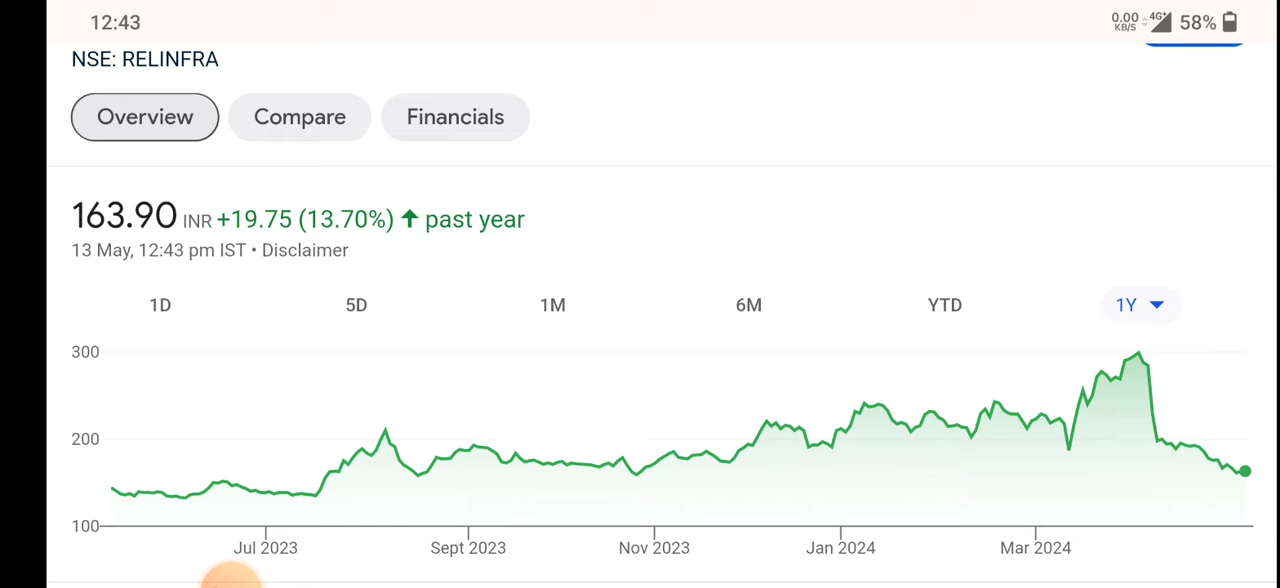 12:43
0.00 KB/S 4G+ 58%
NSE: RELINFRA
Overview Compare Financials
163.90 INR +19.75 (13.70%) ↑ past year
13 May, 12:43 pm IST • Disclaimer
1D 5D 1M 6M YTD 1Y
300
200
100
Jul 2023 Sept 2023 Nov 2023 Jan 2024 Mar 2024